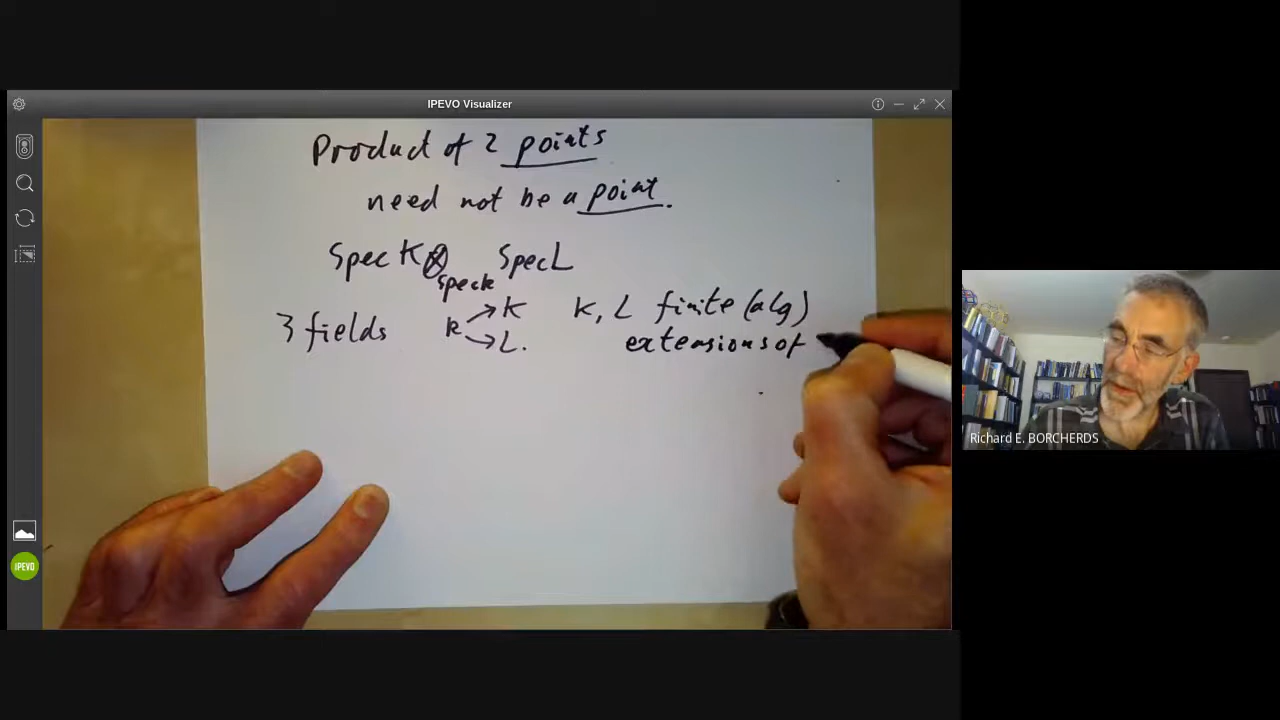 IPEVO Visualizer
Product of 2 points
need not be a point.
Spec K ⊗ Spec L
Spec k
3 fields k → K K, L finite (alg)
→ L. extensions of
IPEVO
Richard E. BORCHERDS